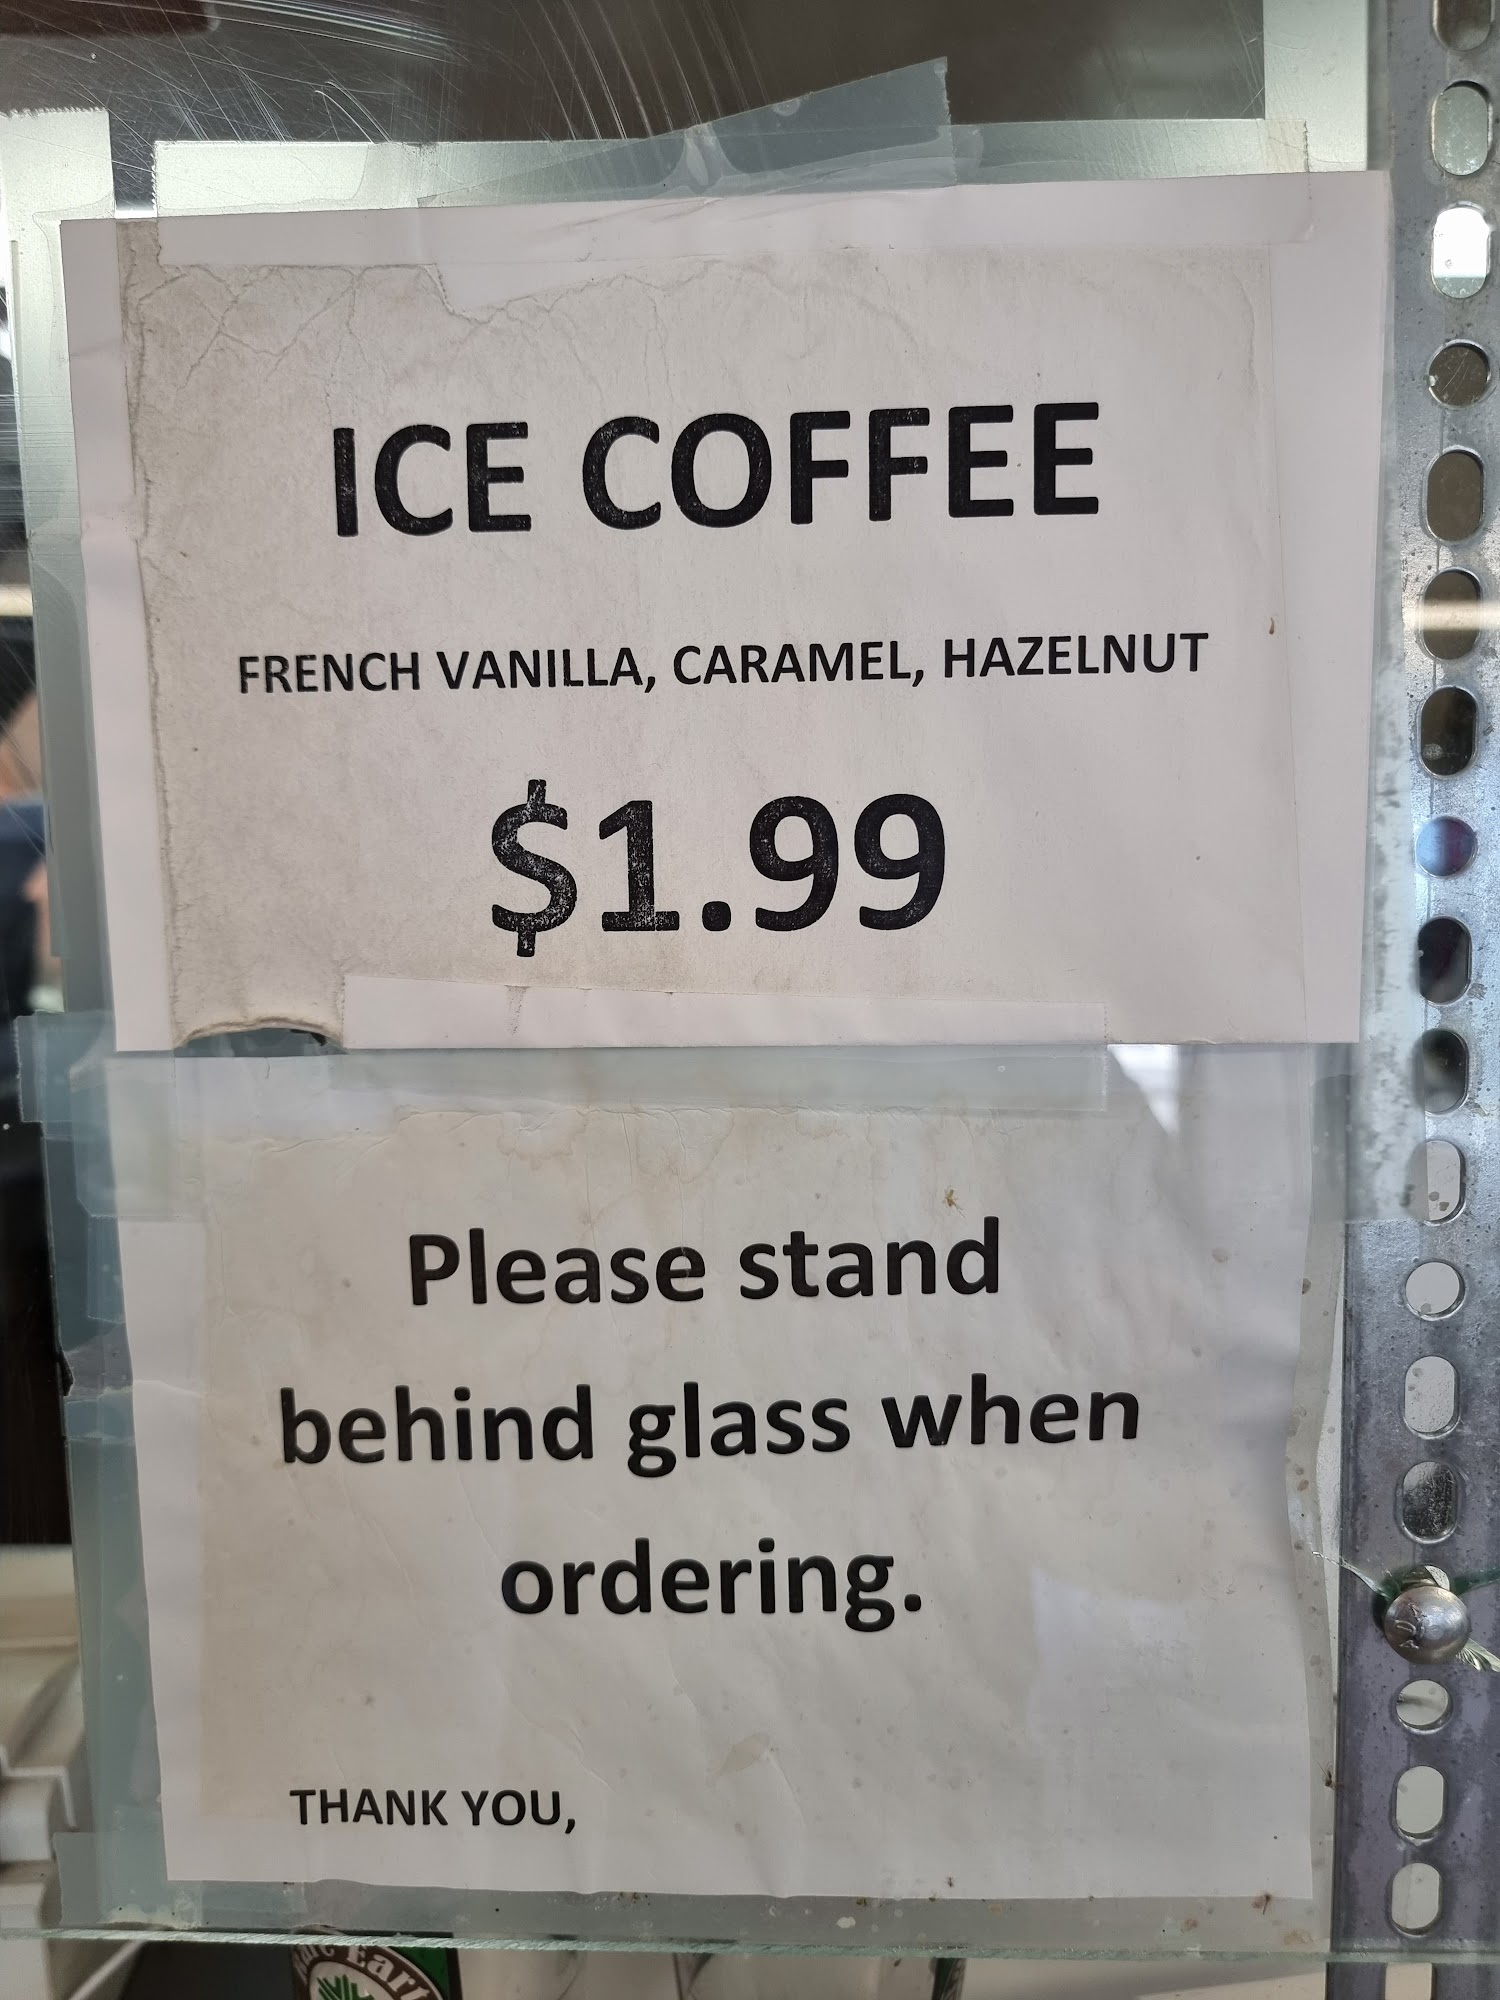 ICE COFFEE
FRENCH VANILLA, CARAMEL, HAZELNUT
$1.99
Please stand
behind glass when
ordering.
THANK YOU,